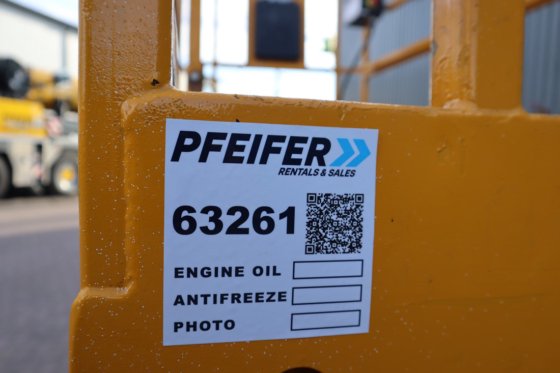 PFEIFER
RENTALS & SALES
63261
ENGINE OIL
ANTIFREEZE
PHOTO